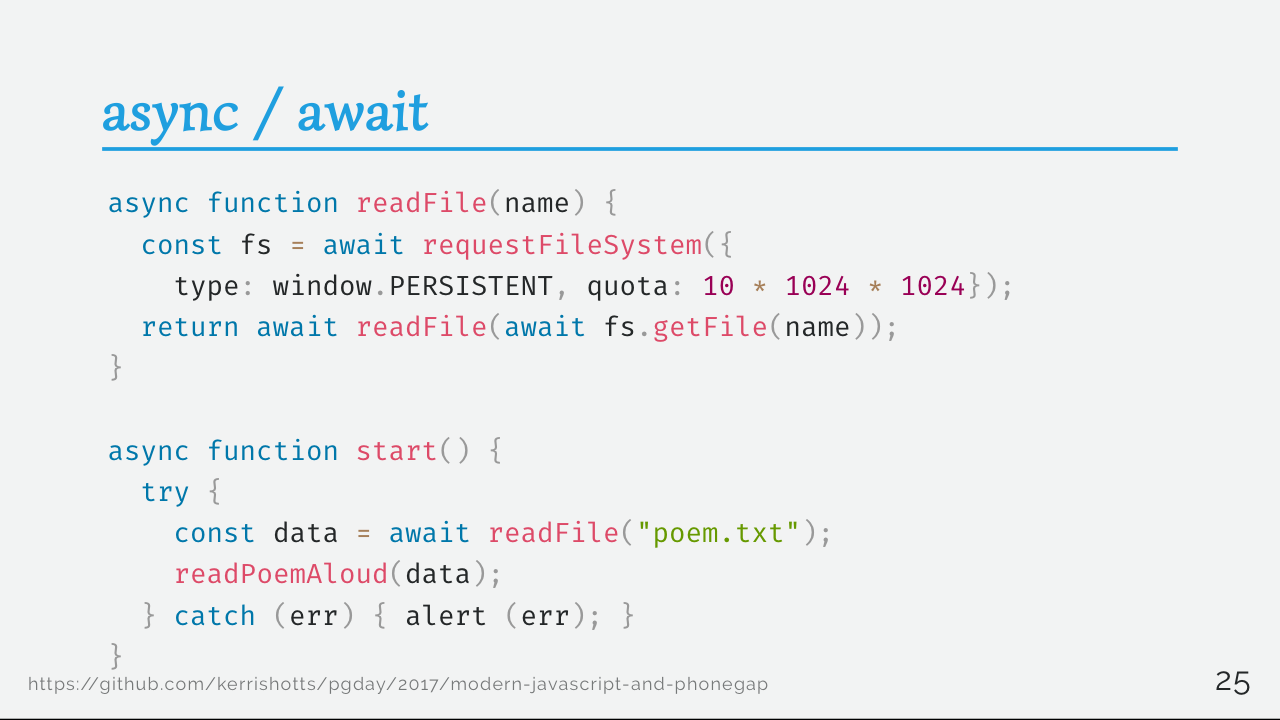 async / await
async function readFile(name) {
  const fs = await requestFileSystem({
    type: window.PERSISTENT, quota: 10 * 1024 * 1024});
  return await readFile(await fs.getFile(name));
}
async function start() {
  try {
    const data = await readFile("poem.txt");
    readPoemAloud(data);
  } catch (err) { alert (err); }
}
https://github.com/kerrishotts/pgday/2017/modern-javascript-and-phonegap
25